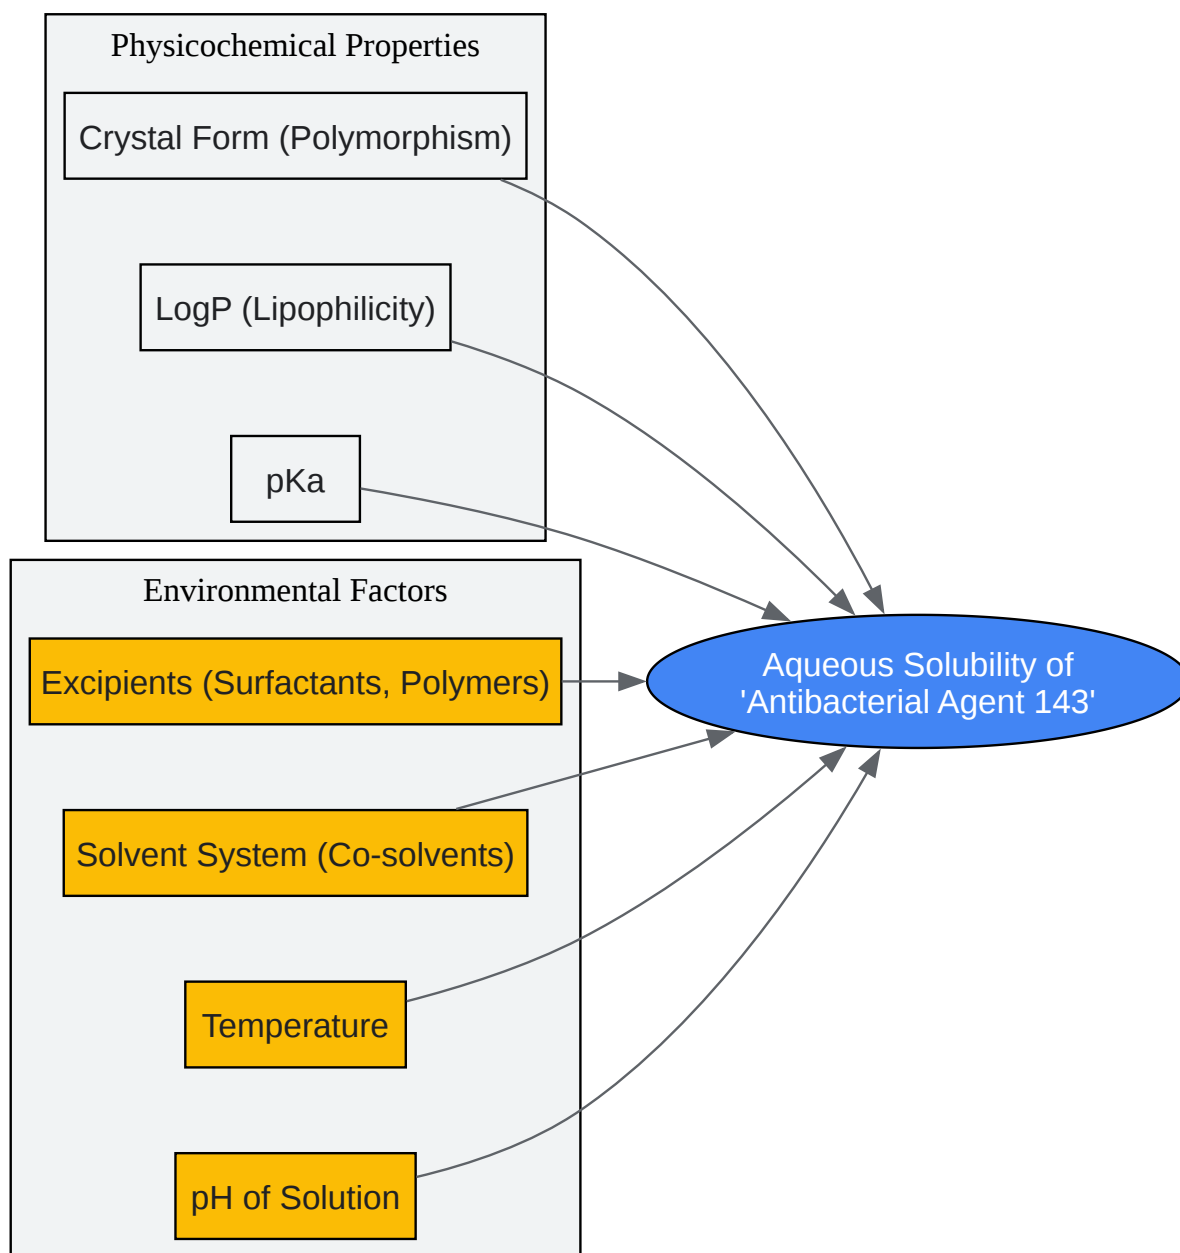 Physicochemical Properties
Crystal Form (Polymorphism)
LogP (Lipophilicity)
pKa
Environmental Factors
Excipients (Surfactants, Polymers)
Solvent System (Co-solvents)
Temperature
pH of Solution
Aqueous Solubility of
'Antibacterial Agent 143'